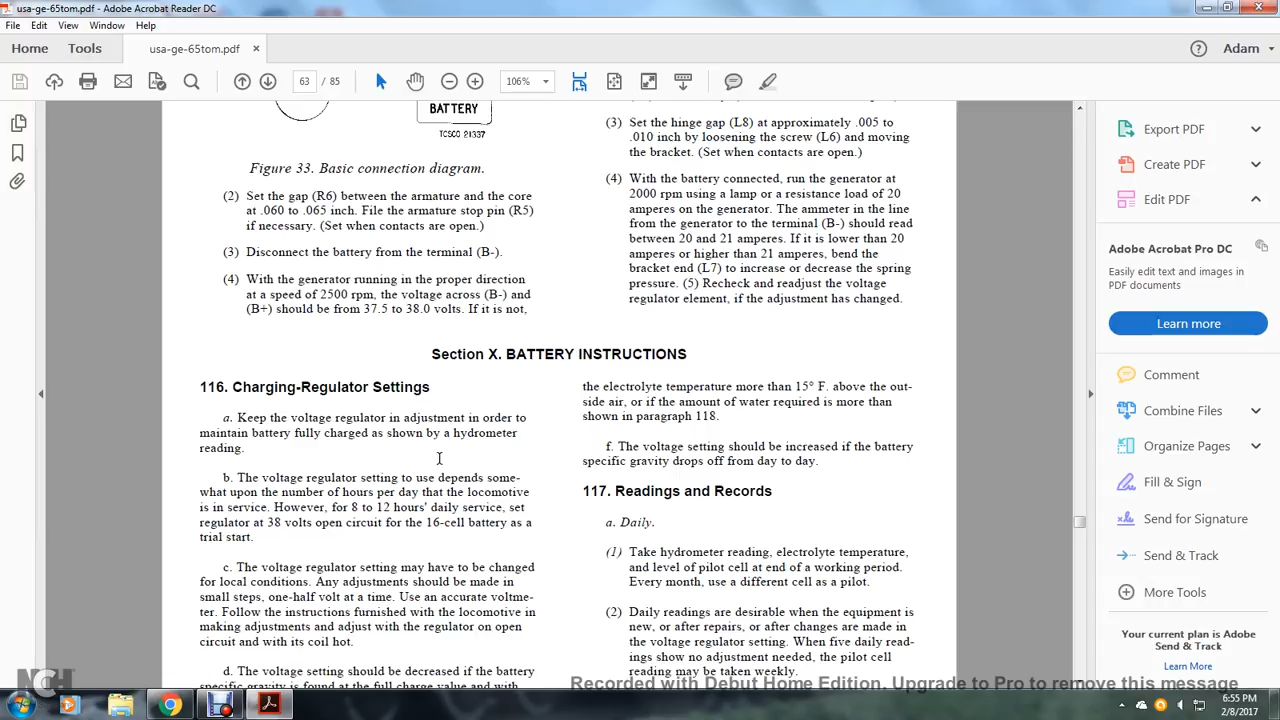 usa-ge-65tom.pdf - Adobe Acrobat Reader DC
File Edit View Window Help
Home Tools usa-ge-65tom.pdf × Adam
63 / 85 106%
BATTERY
TCSCO 21337
Figure 33. Basic connection diagram.
(2) Set the gap (R6) between the armature and the core
at .060 to .065 inch. File the armature stop pin (R5)
if necessary. (Set when contacts are open.)
(3) Disconnect the battery from the terminal (B-).
(4) With the generator running in the proper direction
at a speed of 2500 rpm, the voltage across (B-) and
(B+) should be from 37.5 to 38.0 volts. If it is not,
(3) Set the hinge gap (L8) at approximately .005 to
.010 inch by loosening the screw (L6) and moving
the bracket. (Set when contacts are open.)
(4) With the battery connected, run the generator at
2000 rpm using a lamp or a resistance load of 20
amperes on the generator. The ammeter in the line
from the generator to the terminal (B-) should read
between 20 and 21 amperes. If it is lower than 20
amperes or higher than 21 amperes, bend the
bracket end (L7) to increase or decrease the spring
pressure. (5) Recheck and readjust the voltage
regulator element, if the adjustment has changed.
Section X. BATTERY INSTRUCTIONS
116. Charging-Regulator Settings
a. Keep the voltage regulator in adjustment in order to
maintain battery fully charged as shown by a hydrometer
reading.
b. The voltage regulator setting to use depends some-
what upon the number of hours per day that the locomotive
is in service. However, for 8 to 12 hours' daily service, set
regulator at 38 volts open circuit for the 16-cell battery as a
trial start.
c. The voltage regulator setting may have to be changed
for local conditions. Any adjustments should be made in
small steps, one-half volt at a time. Use an accurate voltme-
ter. Follow the instructions furnished with the locomotive in
making adjustments and adjust with the regulator on open
circuit and with its coil hot.
d. The voltage setting should be decreased if the battery
specific gravity is found at the full charge value and with
the electrolyte temperature more than 15° F. above the out-
side air, or if the amount of water required is more than
shown in paragraph 118.
f. The voltage setting should be increased if the battery
specific gravity drops off from day to day.
117. Readings and Records
a. Daily.
(1) Take hydrometer reading, electrolyte temperature,
and level of pilot cell at end of a working period.
Every month, use a different cell as a pilot.
(2) Daily readings are desirable when the equipment is
new, or after repairs, or after changes are made in
the voltage regulator setting. When five daily read-
ings show no adjustment needed, the pilot cell
reading may be taken weekly.
Export PDF
Create PDF
Edit PDF
Adobe Acrobat Pro DC
Easily edit text and images in
PDF documents
Learn more
Comment
Combine Files
Organize Pages
Fill & Sign
Send for Signature
Send & Track
More Tools
Your current plan is Adobe
Send & Track
Learn More
NCH
Recorded with Debut Home Edition. Upgrade to Pro to remove this message
6:55 PM
2/8/2017